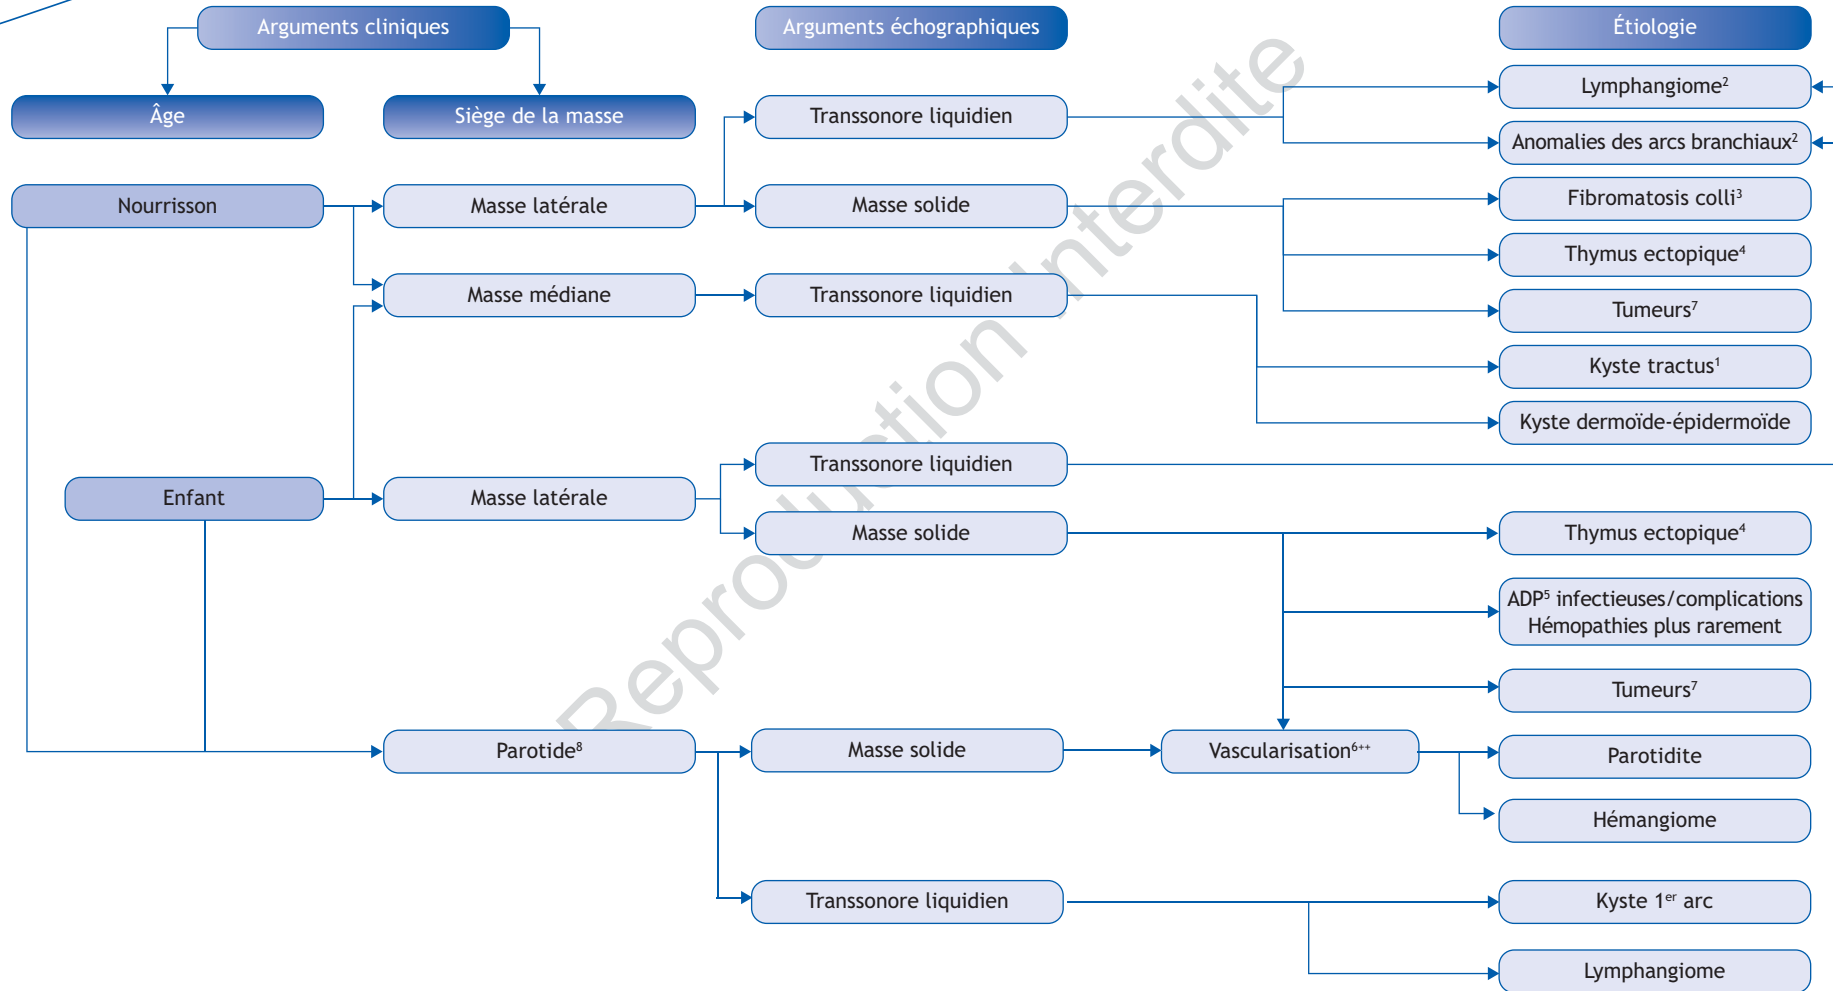 Arguments cliniques
Arguments échographiques
Étiologie
Âge
Siège de la masse
Transsonore liquidien
Lymphangiome²
Anomalies des arcs branchiaux²
Nourrisson
Masse latérale
Masse solide
Fibromatosis colli³
Thymus ectopique⁴
Masse médiane
Transsonore liquidien
Tumeurs⁷
Kyste tractus¹
Kyste dermoïde-épidermoïde
Transsonore liquidien
Enfant
Masse latérale
Masse solide
Thymus ectopique⁴
ADP⁵ infectieuses/complications
Hémopathies plus rarement
Tumeurs⁷
Parotide⁸
Masse solide
Vascularisation⁶⁺⁺
Parotidite
Hémangiome
Transsonore liquidien
Kyste 1ᵉʳ arc
Lymphangiome
Reproduction Interdite